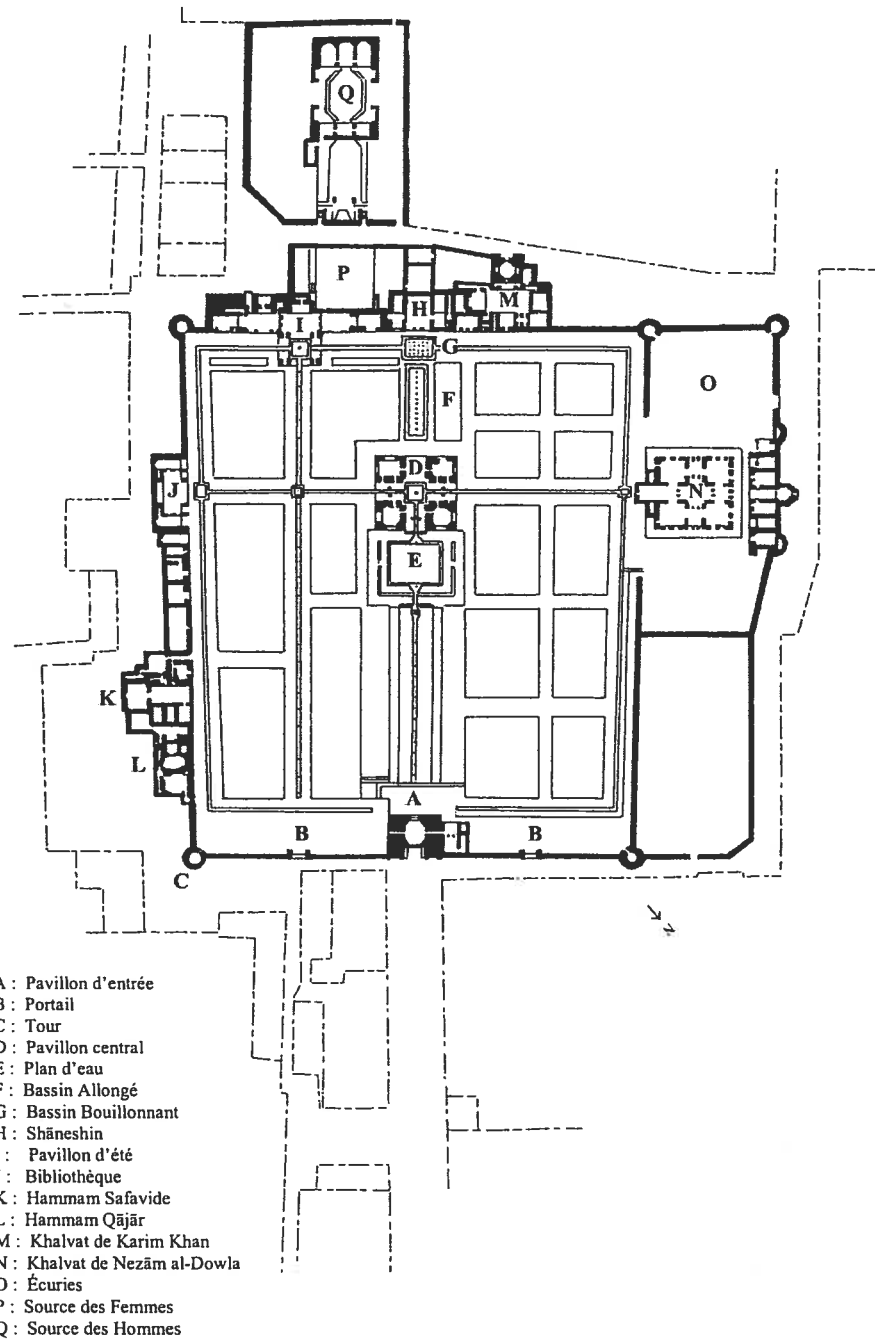 Q
P
H
M
I
G
F
O
D
J
N
E
K
L
A
B
B
C
N
: Pavillon d'entrée
: Portail
: Tour
: Pavillon central
: Plan d'eau
: Bassin Allongé
: Bassin Bouillonnant
: Shāneshin
: Pavillon d'été
: Bibliothèque
K : Hammam Safavide
: Hammam Qājār
M : Khalvat de Karim Khan
N : Khalvat de Nezām al-Dowla
: Écuries
: Source des Femmes
Q : Source des Hommes